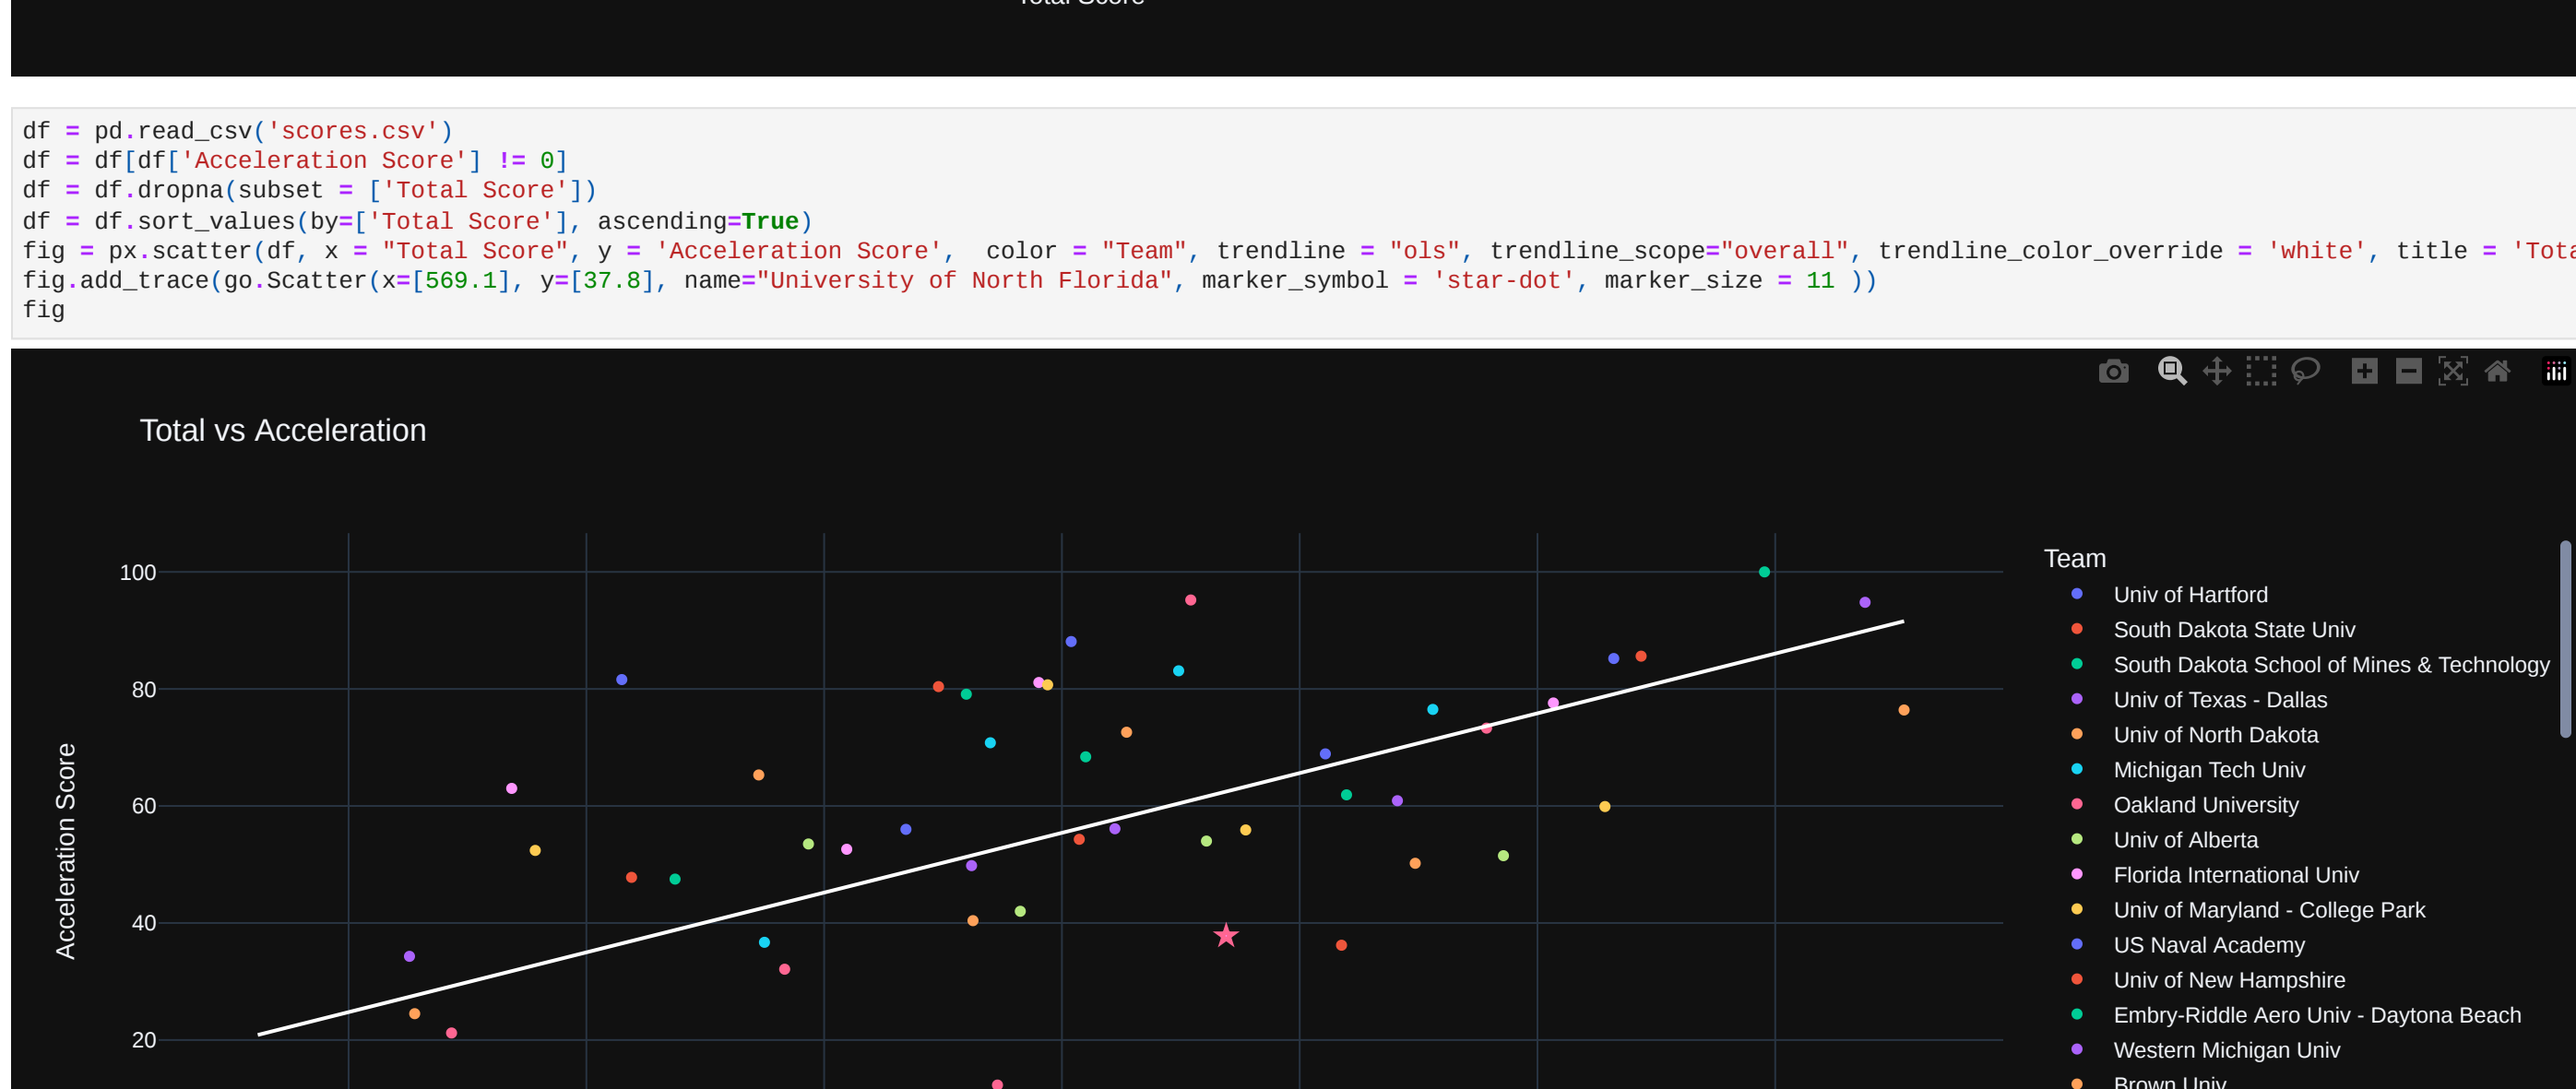 Total Score
df = pd.read_csv('scores.csv')
df = df[df['Acceleration Score'] != 0]
df = df.dropna(subset = ['Total Score'])
df = df.sort_values(by=['Total Score'], ascending=True)
fig = px.scatter(df, x = "Total Score", y = 'Acceleration Score',  color = "Team", trendline = "ols", trendline_scope="overall", trendline_color_override = 'white', title = 'Tota
fig.add_trace(go.Scatter(x=[569.1], y=[37.8], name="University of North Florida", marker_symbol = 'star-dot', marker_size = 11 ))
fig
Total vs Acceleration
100
80
60
40
20
Acceleration Score
Team
Univ of Hartford
South Dakota State Univ
South Dakota School of Mines & Technology
Univ of Texas - Dallas
Univ of North Dakota
Michigan Tech Univ
Oakland University
Univ of Alberta
Florida International Univ
Univ of Maryland - College Park
US Naval Academy
Univ of New Hampshire
Embry-Riddle Aero Univ - Daytona Beach
Western Michigan Univ
Brown Univ